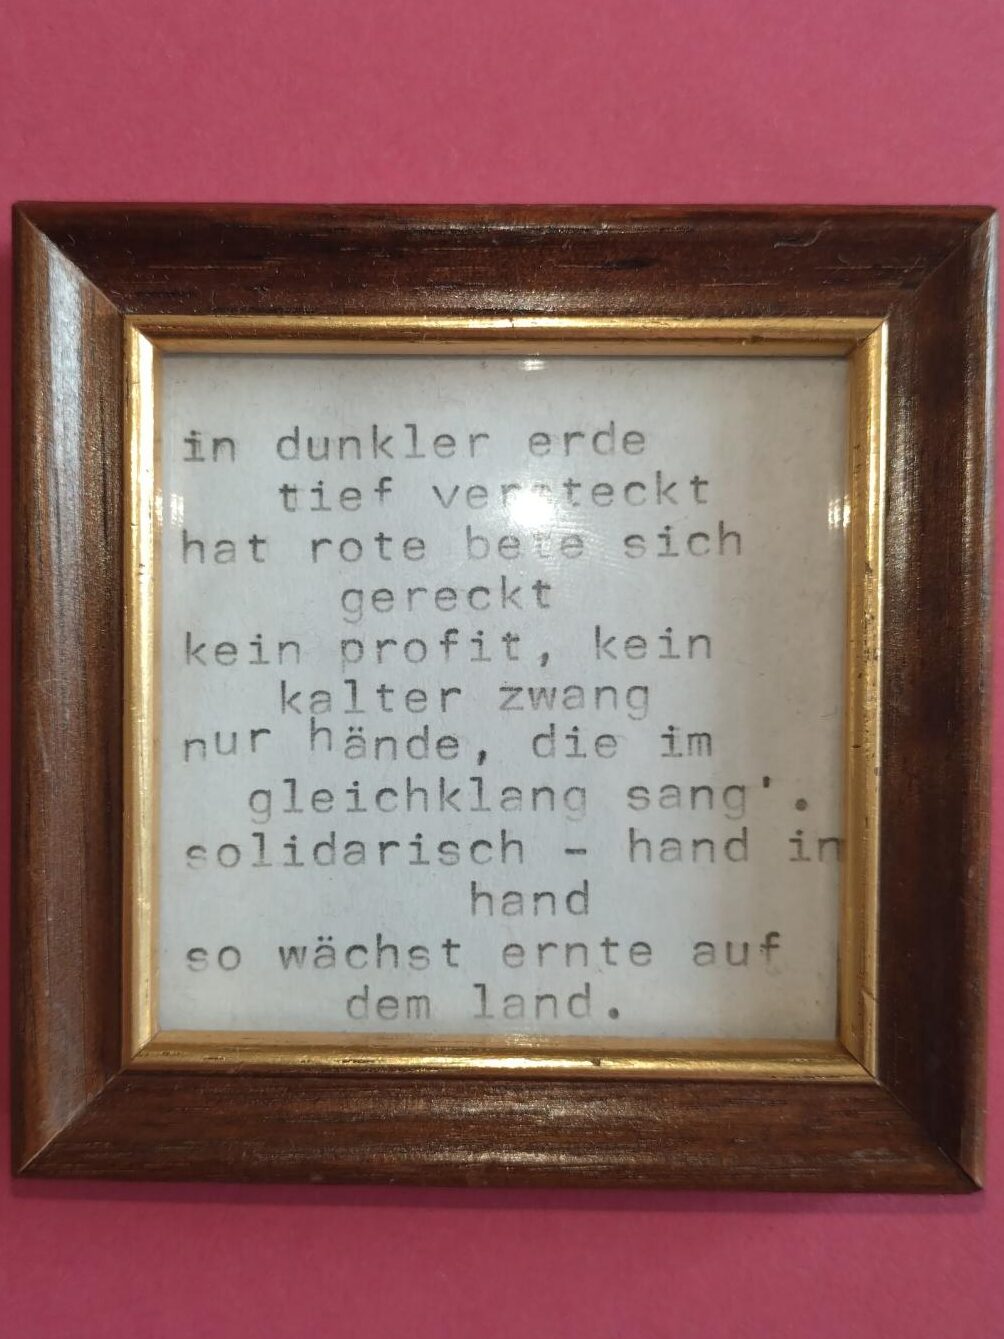 in dunkler erde
tief versteckt
hat rote bete sich
gereckt
kein profit, kein
kalter zwang
nur hände, die im
gleichklang sang'.
solidarisch - hand in
hand
so wächst ernte auf
dem land.